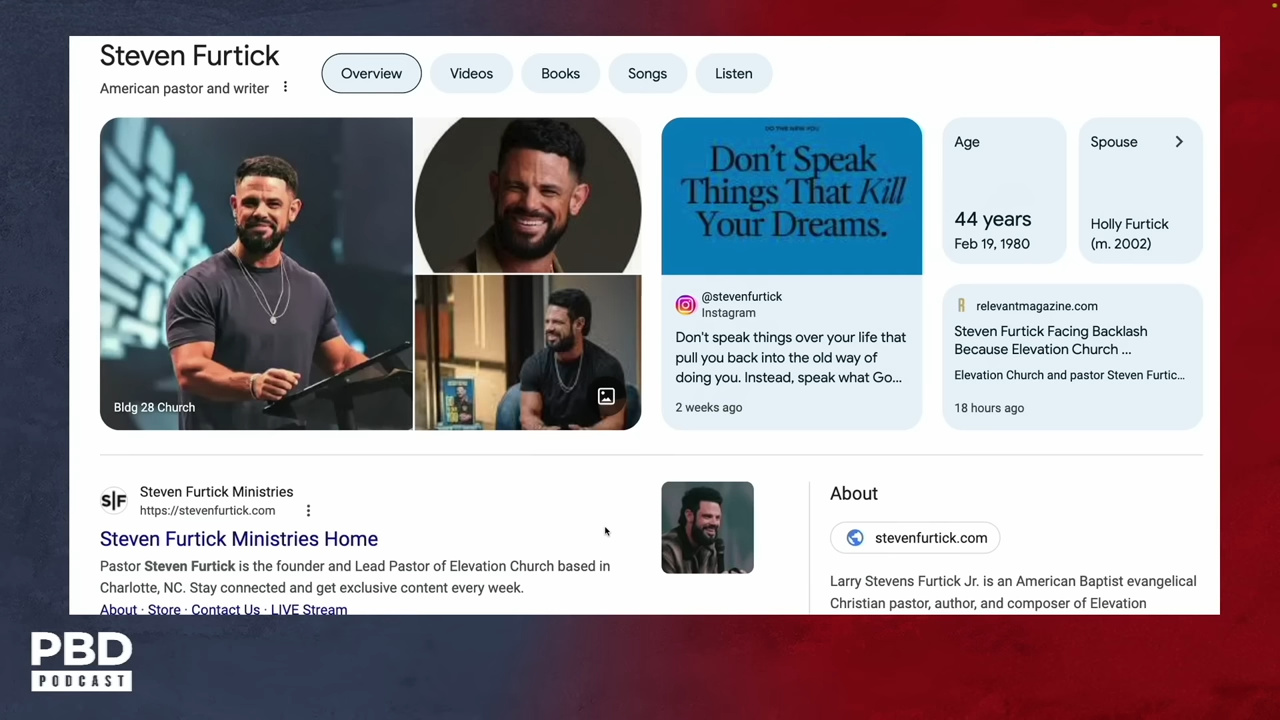 Steven Furtick
American pastor and writer
Overview
Videos
Books
Songs
Listen
Bldg 28 Church
DO THE NEW YOU
Don't Speak
Things That Kill
Your Dreams.
@stevenfurtick
Instagram
Don't speak things over your life that
pull you back into the old way of
doing you. Instead, speak what Go...
2 weeks ago
Age
44 years
Feb 19, 1980
Spouse
Holly Furtick
(m. 2002)
R relevantmagazine.com
Steven Furtick Facing Backlash
Because Elevation Church ...
Elevation Church and pastor Steven Furtic...
18 hours ago
S|F
Steven Furtick Ministries
https://stevenfurtick.com
Steven Furtick Ministries Home
Pastor Steven Furtick is the founder and Lead Pastor of Elevation Church based in
Charlotte, NC. Stay connected and get exclusive content every week.
About · Store · Contact Us · LIVE Stream
About
stevenfurtick.com
Larry Stevens Furtick Jr. is an American Baptist evangelical
Christian pastor, author, and composer of Elevation
PBD
PODCAST